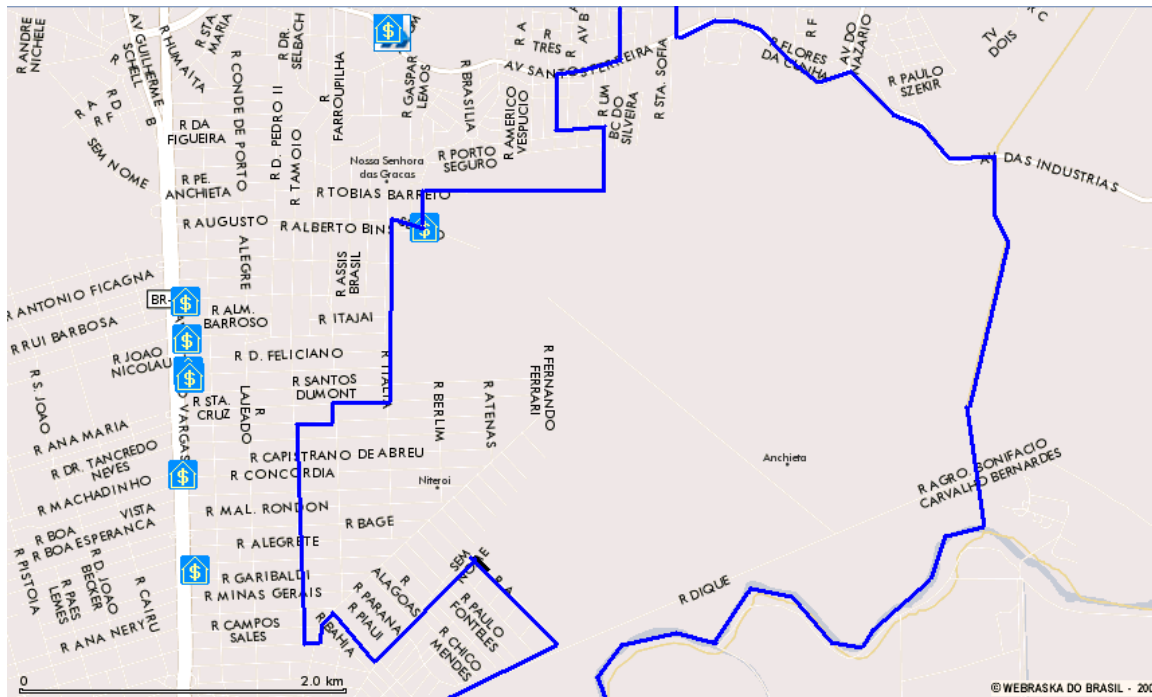 R ANDRE
NICHELE
AV GUILHERME
SCHELL
R HUMAITA
R STA.
MARIA
R DR.
SELBACH
R
FARROUPILHA
R GASPAR
LEMOS
R BRASILIA
R A
R
TRES
R
AV B
AV SANTOS FERREIRA
R STA. SOFIA
R FLORES
DA CUNHA
R F
AV DO
NAZARIO
TV
DOIS
R C
R PAULO
SZEKIR
R A
R D
R F
R
B
SEM NOME
R CONDE DE PORTO
ALEGRE
R DA
FIGUEIRA
R D. PEDRO II
R TAMOIO
R AMERICO
VESPUCIO
R UM
BC DO
SILVEIRA
R PORTO
SEGURO
Nossa Senhora
das Gracas
R PE.
ANCHIETA
R TOBIAS BARRETO
AV DAS INDUSTRIAS
R AUGUSTO
SEVERO
R ALBERTO BINS
R ASSIS
BRASIL
R ANTONIO FICAGNA
BR-
R ALM.
BARROSO
R ITAJAI
R RUI BARBOSA
R JOAO
NICOLAU
R D. FELICIANO
R ITALIA
R FERNANDO
FERRARI
R S. JOAO
VARGAS
R STA.
CRUZ
R
LAJEADO
R SANTOS
DUMONT
R BERLIM
R ATENAS
R ANA MARIA
R DR. TANCREDO
NEVES
R CAPISTRANO DE ABREU
R CONCORDIA
Niteroi
Anchieta
R AGRO. BONIFACIO
CARVALHO BERNARDES
R MACHADINHO
R BOA
VISTA
R BOA ESPERANCA
R MAL. RONDON
R BAGE
R ALEGRETE
R PISTOIA
R PAES
LEMES
R D. JOAO
BECKER
R CAIRU
R GARIBALDI
R MINAS GERAIS
R
ALAGOAS
R PARANA
R PIAUI
R BAHIA
SEM
NOME
R A
R PAULO
FONTELES
R CHICO
MENDES
R DIQUE
R ANA NERY
R CAMPOS
SALES
0 2.0 km
© WEBRASKA DO BRASIL - 200